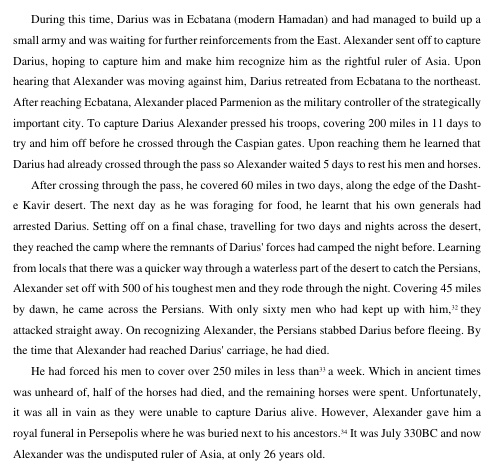 During this time, Darius was in Ecbatana (modern Hamadan) and had managed to build up a
small army and was waiting for further reinforcements from the East. Alexander sent off to capture
Darius, hoping to capture him and make him recognize him as the rightful ruler of Asia. Upon
hearing that Alexander was moving against him, Darius retreated from Ecbatana to the northeast.
After reaching Ecbatana, Alexander placed Parmenion as the military controller of the strategically
important city. To capture Darius Alexander pressed his troops, covering 200 miles in 11 days to
try and him off before he crossed through the Caspian gates. Upon reaching them he learned that
Darius had already crossed through the pass so Alexander waited 5 days to rest his men and horses.
After crossing through the pass, he covered 60 miles in two days, along the edge of the Dasht-
e Kavir desert. The next day as he was foraging for food, he learnt that his own generals had
arrested Darius. Setting off on a final chase, travelling for two days and nights across the desert,
they reached the camp where the remnants of Darius' forces had camped the night before. Learning
from locals that there was a quicker way through a waterless part of the desert to catch the Persians,
Alexander set off with 500 of his toughest men and they rode through the night. Covering 45 miles
by dawn, he came across the Persians. With only sixty men who had kept up with him,³² they
attacked straight away. On recognizing Alexander, the Persians stabbed Darius before fleeing. By
the time that Alexander had reached Darius' carriage, he had died.
He had forced his men to cover over 250 miles in less than³³ a week. Which in ancient times
was unheard of, half of the horses had died, and the remaining horses were spent. Unfortunately,
it was all in vain as they were unable to capture Darius alive. However, Alexander gave him a
royal funeral in Persepolis where he was buried next to his ancestors.³⁴ It was July 330BC and now
Alexander was the undisputed ruler of Asia, at only 26 years old.